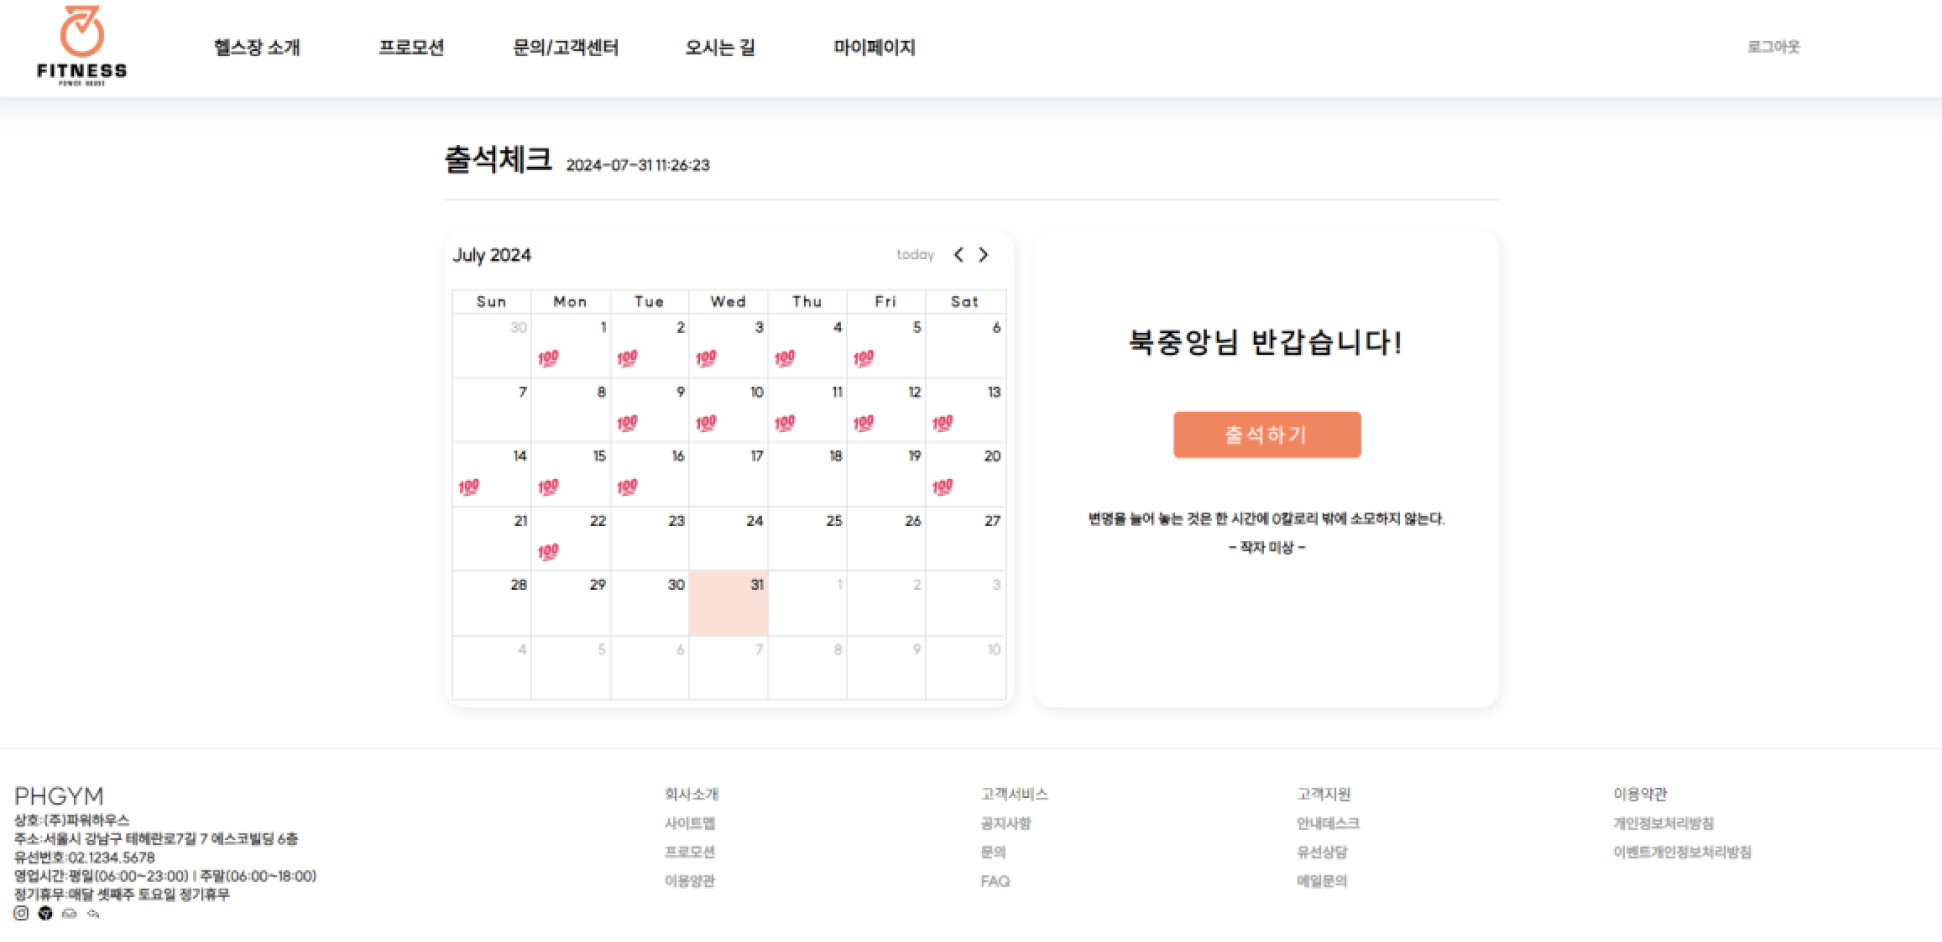 FITNESS
POWER HOUSE
헬스장 소개
프로모션
문의/고객센터
오시는 길
마이페이지
로그아웃
출석체크 2024-07-31 11:26:23
July 2024
today
Sun Mon Tue Wed Thu Fri Sat
30 1 2 3 4 5 6
100 100 100 100 100
7 8 9 10 11 12 13
100 100 100 100 100
14 15 16 17 18 19 20
100 100 100 100
21 22 23 24 25 26 27
100
28 29 30 31 1 2 3
4 5 6 7 8 9 10
북중앙님 반갑습니다!
출석하기
변명을 늘어 놓는 것은 한 시간에 0칼로리 밖에 소모하지 않는다.
- 작자 미상 -
PHGYM
상호:(주)파워하우스
주소:서울시 강남구 테헤란로7길 7 에스코빌딩 6층
유선번호:02.1234.5678
영업시간:평일(06:00~23:00) | 주말(06:00~18:00)
정기휴무:매달 셋째주 토요일 정기휴무
회사소개
사이트맵
프로모션
이용양관
고객서비스
공지사항
문의
FAQ
고객지원
안내데스크
유선상담
메일문의
이용약관
개인정보처리방침
이벤트개인정보처리방침